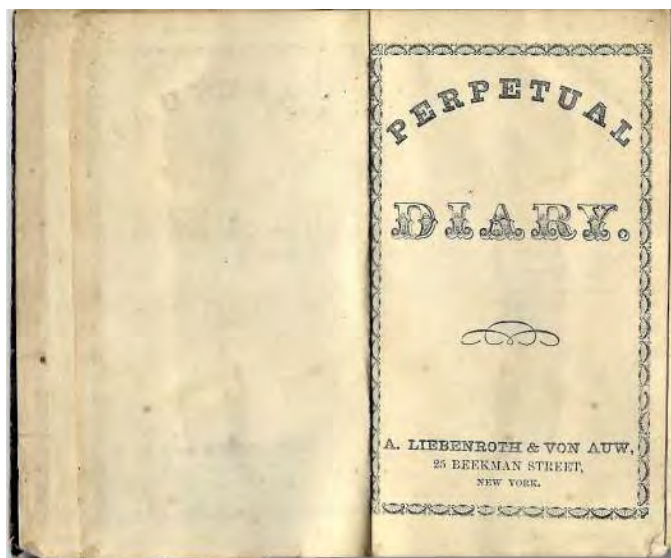 PERPETUAL
DIARY.
A. LIEBENROTH & VON AUW,
25 BEEKMAN STREET,
NEW YORK.